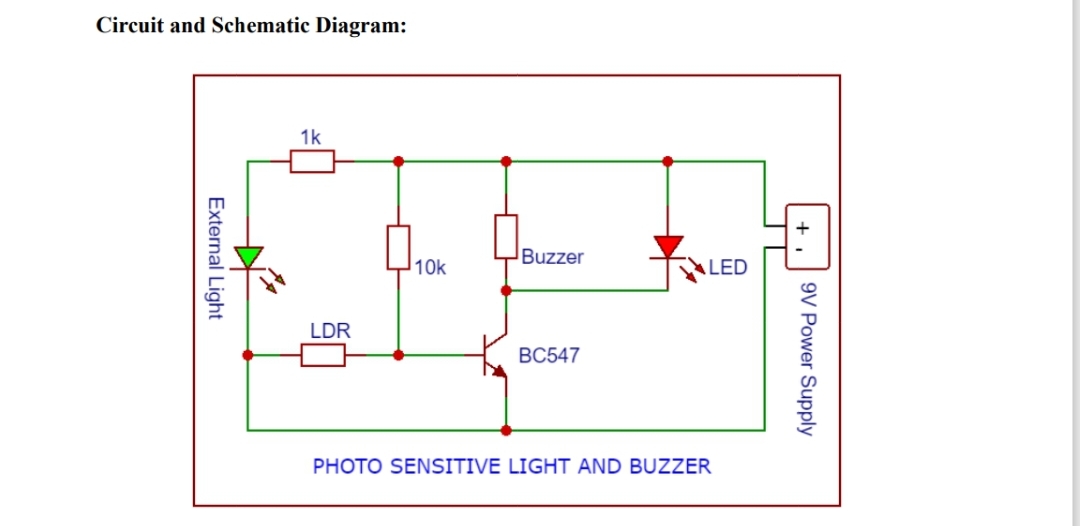 Circuit and Schematic Diagram:
1k
External Light
10k
Buzzer
LED
+
-
9V Power Supply
LDR
BC547
PHOTO SENSITIVE LIGHT AND BUZZER